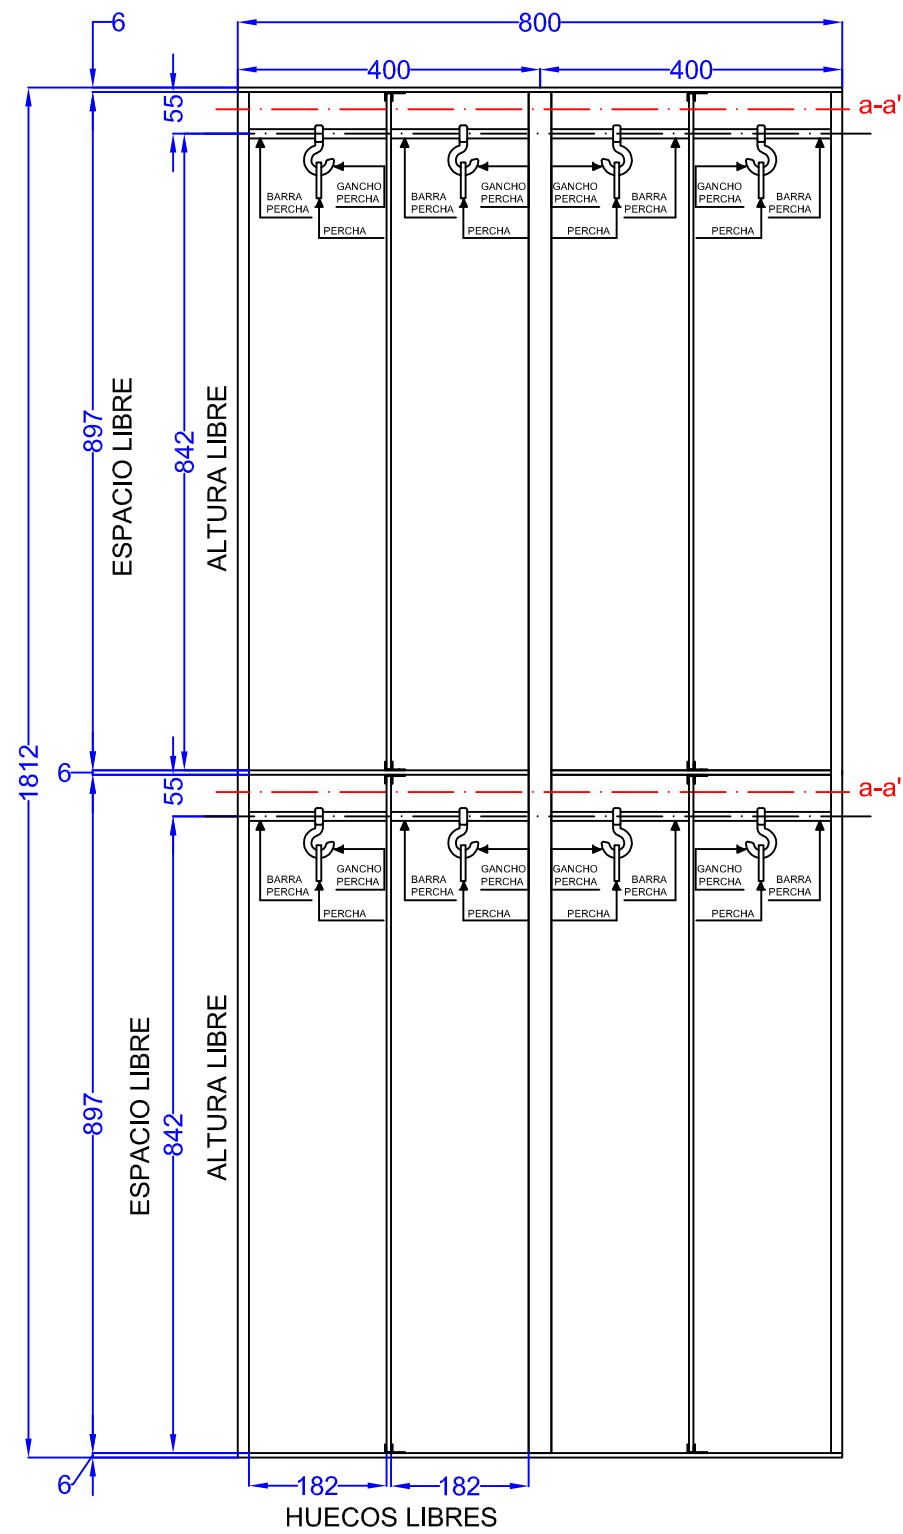 6
800
400
400
55
a-a'
BARRA
PERCHA
GANCHO
PERCHA
PERCHA
BARRA
PERCHA
GANCHO
PERCHA
PERCHA
GANCHO
PERCHA
BARRA
PERCHA
PERCHA
GANCHO
PERCHA
BARRA
PERCHA
PERCHA
897
ESPACIO LIBRE
842
ALTURA LIBRE
1812
6
55
a-a'
BARRA
PERCHA
GANCHO
PERCHA
PERCHA
BARRA
PERCHA
GANCHO
PERCHA
PERCHA
GANCHO
PERCHA
BARRA
PERCHA
PERCHA
GANCHO
PERCHA
BARRA
PERCHA
PERCHA
897
ESPACIO LIBRE
842
ALTURA LIBRE
6
182
182
HUECOS LIBRES